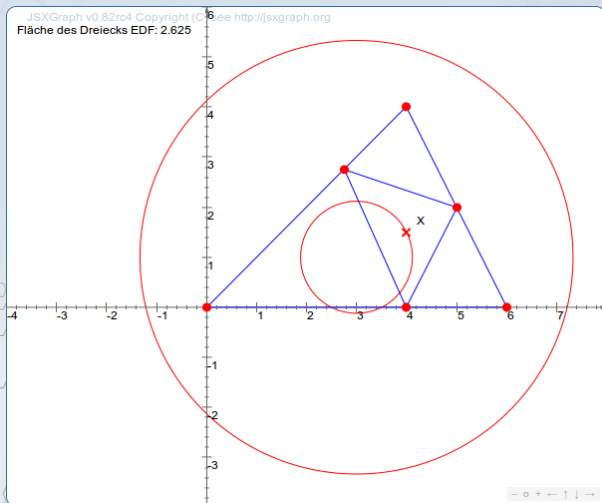 JSXGraph v0.82rc4 Copyright (C) see http://jsxgraph.org
Fläche des Dreiecks EDF: 2.625
6
5
4
3
2
x
1
-4 -3 -2 -1 1 2 3 4 5 6 7
-1
-2
-3
– o + ← ↑ ↓ →